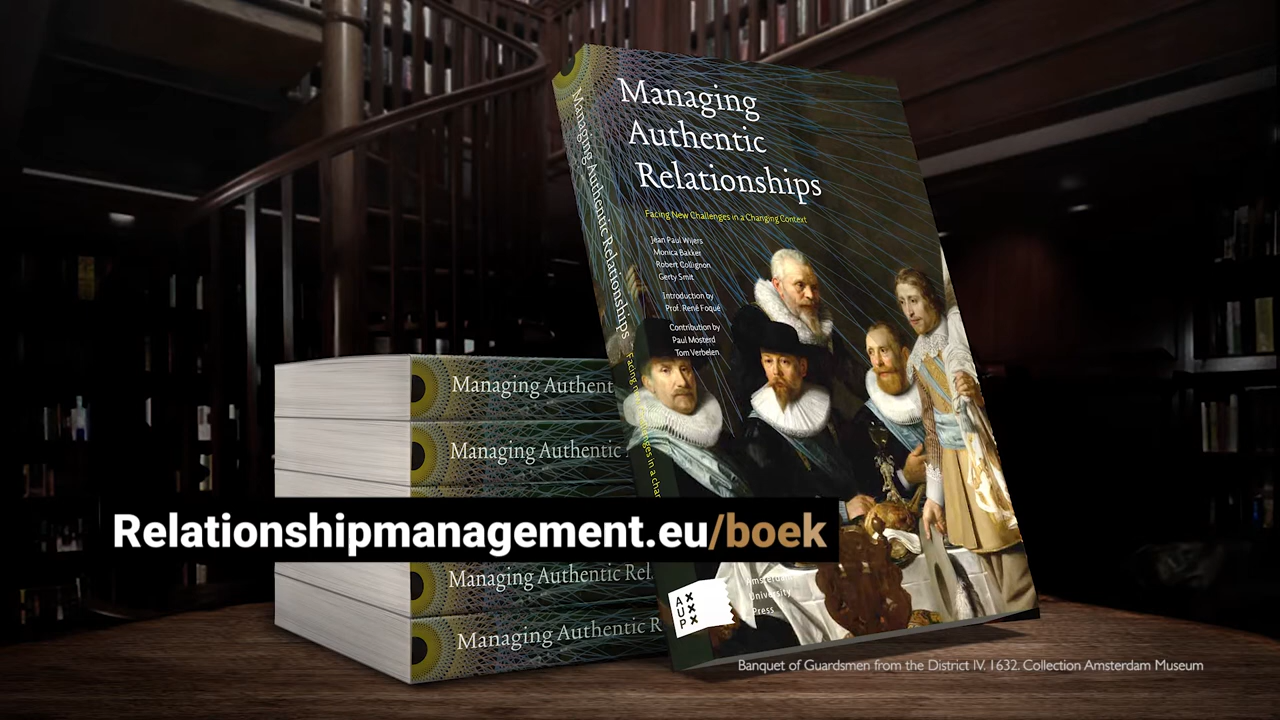 Managing
Authentic
Relationships
Facing New Challenges in a Changing Context
Jean Paul Wijers
Monica Bakker
Robert Collignon
Gerty Smit
Introduction by
Prof. René Foqué
Contribution by
Paul Mosterd
Tom Verbelen
Managing Authentic Relationships
Managing Authent
Managing Authentic
Relationshipmanagement.eu/boek
Managing Authentic Rel
Managing Authentic R
AUP
Amsterdam
University
Press
Banquet of Guardsmen from the District IV. 1632. Collection Amsterdam Museum